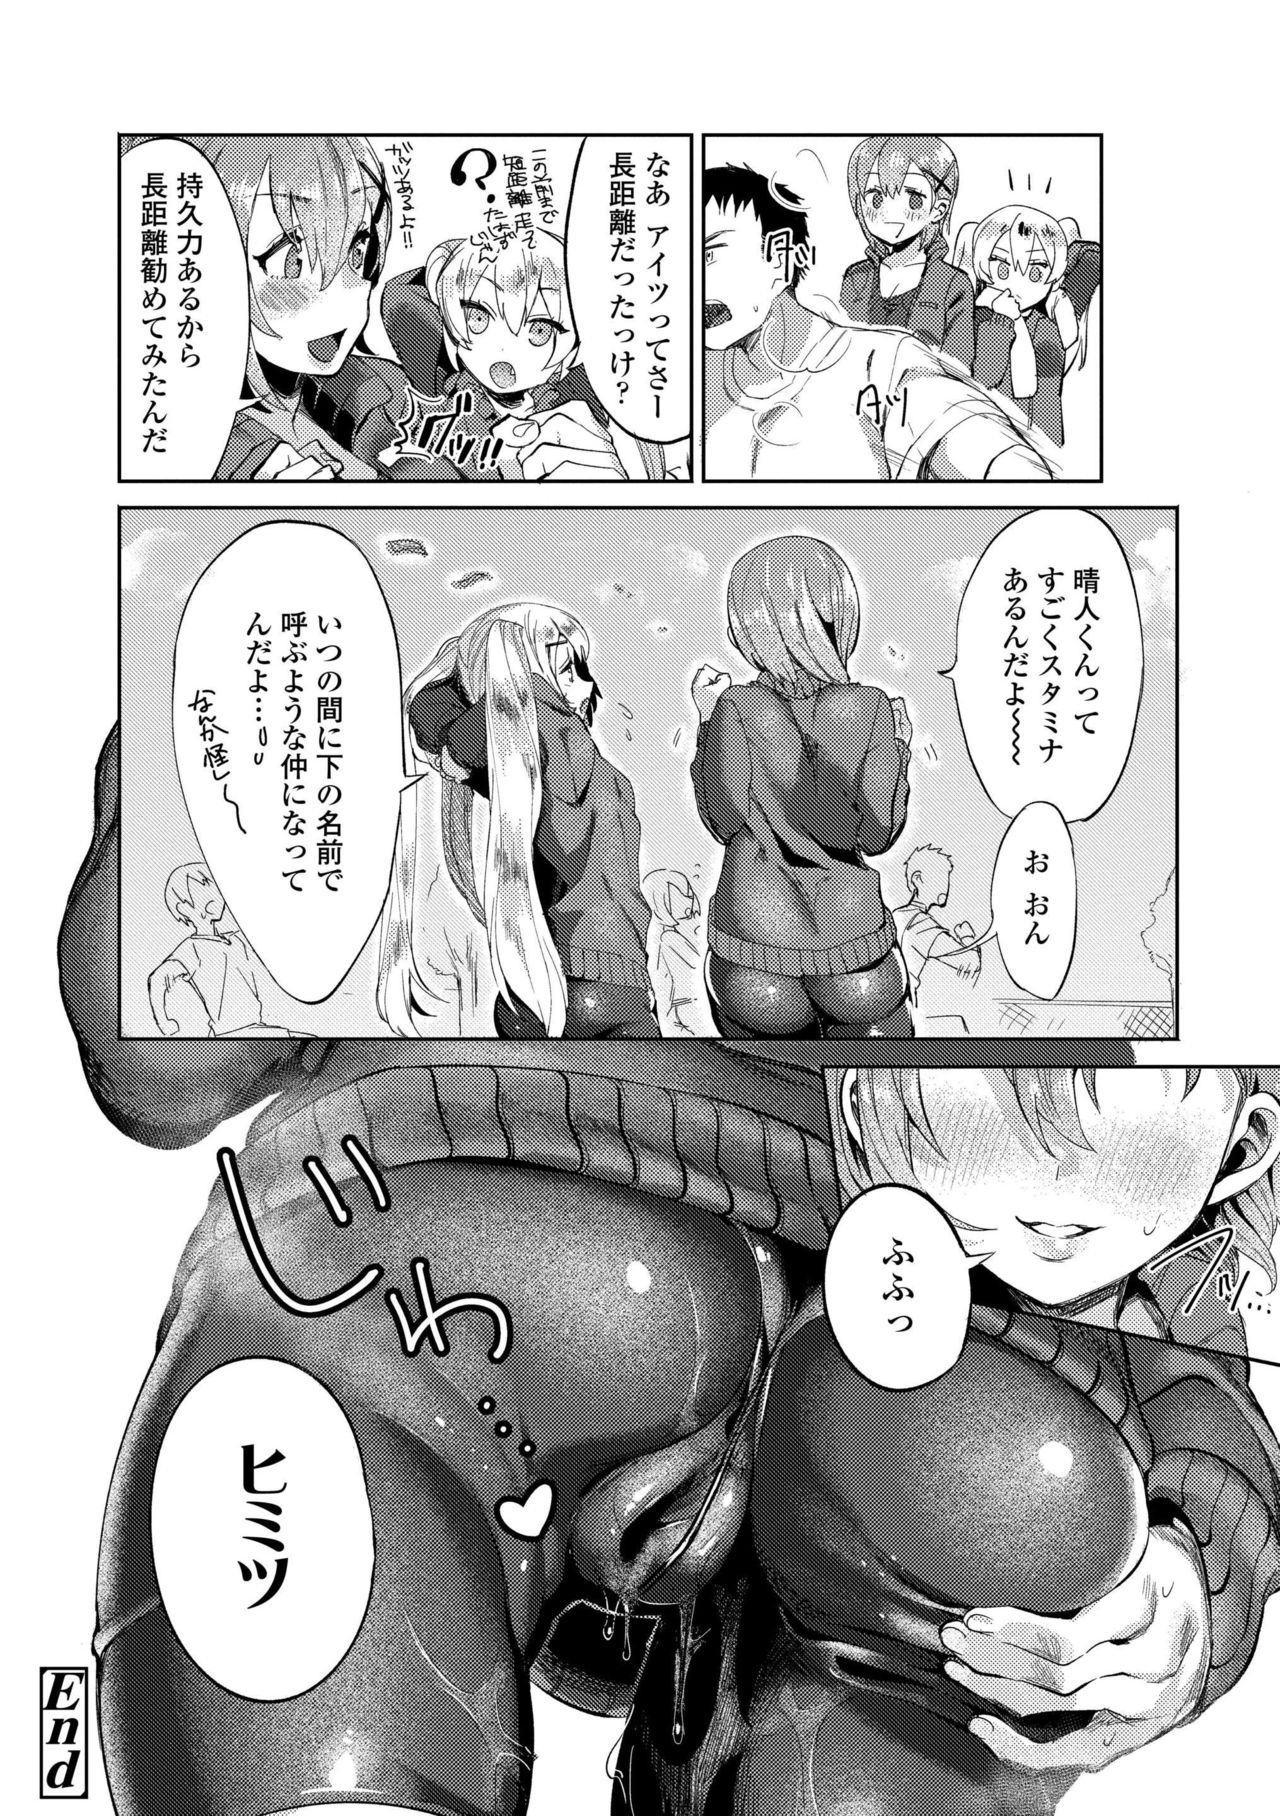 ダッ
ダッ
なあ アイツってさー
長距離だったっけ？
この前まで
短距離走で
たはずじゃん
？
ガッツあるよ!!
グッ!!
持久力あるから
長距離勧めてみたんだ
晴人くんって
すごくスタミナ
あるんだよ〜〜
お おん
いつの間に下の名前で
呼ぶような仲になって
んだよ…
なんか怪し〜
ふふっ
じわ…
ヒミツ
End